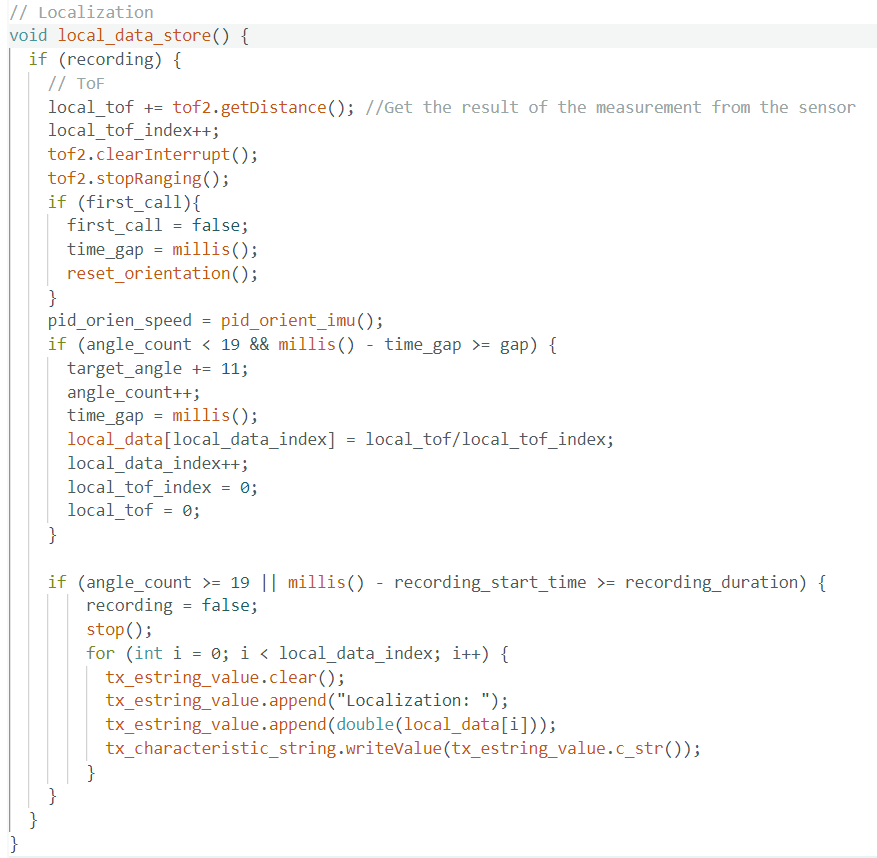 // Localization
void local_data_store() {
  if (recording) {
    // ToF
    local_tof += tof2.getDistance(); //Get the result of the measurement from the sensor
    local_tof_index++;
    tof2.clearInterrupt();
    tof2.stopRanging();
    if (first_call){
      first_call = false;
      time_gap = millis();
      reset_orientation();
    }
    pid_orien_speed = pid_orient_imu();
    if (angle_count < 19 && millis() - time_gap >= gap) {
      target_angle += 11;
      angle_count++;
      time_gap = millis();
      local_data[local_data_index] = local_tof/local_tof_index;
      local_data_index++;
      local_tof_index = 0;
      local_tof = 0;
    }

    if (angle_count >= 19 || millis() - recording_start_time >= recording_duration) {
        recording = false;
        stop();
        for (int i = 0; i < local_data_index; i++) {
          tx_estring_value.clear();
          tx_estring_value.append("Localization: ");
          tx_estring_value.append(double(local_data[i]));
          tx_characteristic_string.writeValue(tx_estring_value.c_str());
        }
    }
  }
}